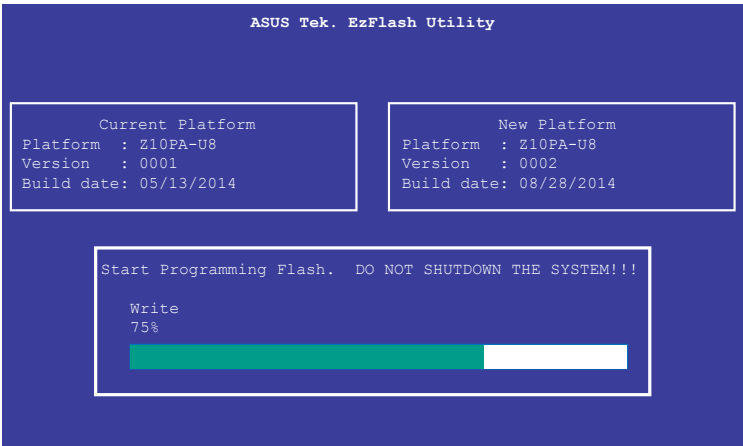 ASUS Tek. EzFlash Utility
Current Platform
Platform : Z10PA-U8
Version : 0001
Build date: 05/13/2014
New Platform
Platform : Z10PA-U8
Version : 0002
Build date: 08/28/2014
Start Programming Flash. DO NOT SHUTDOWN THE SYSTEM!!!
Write
75%